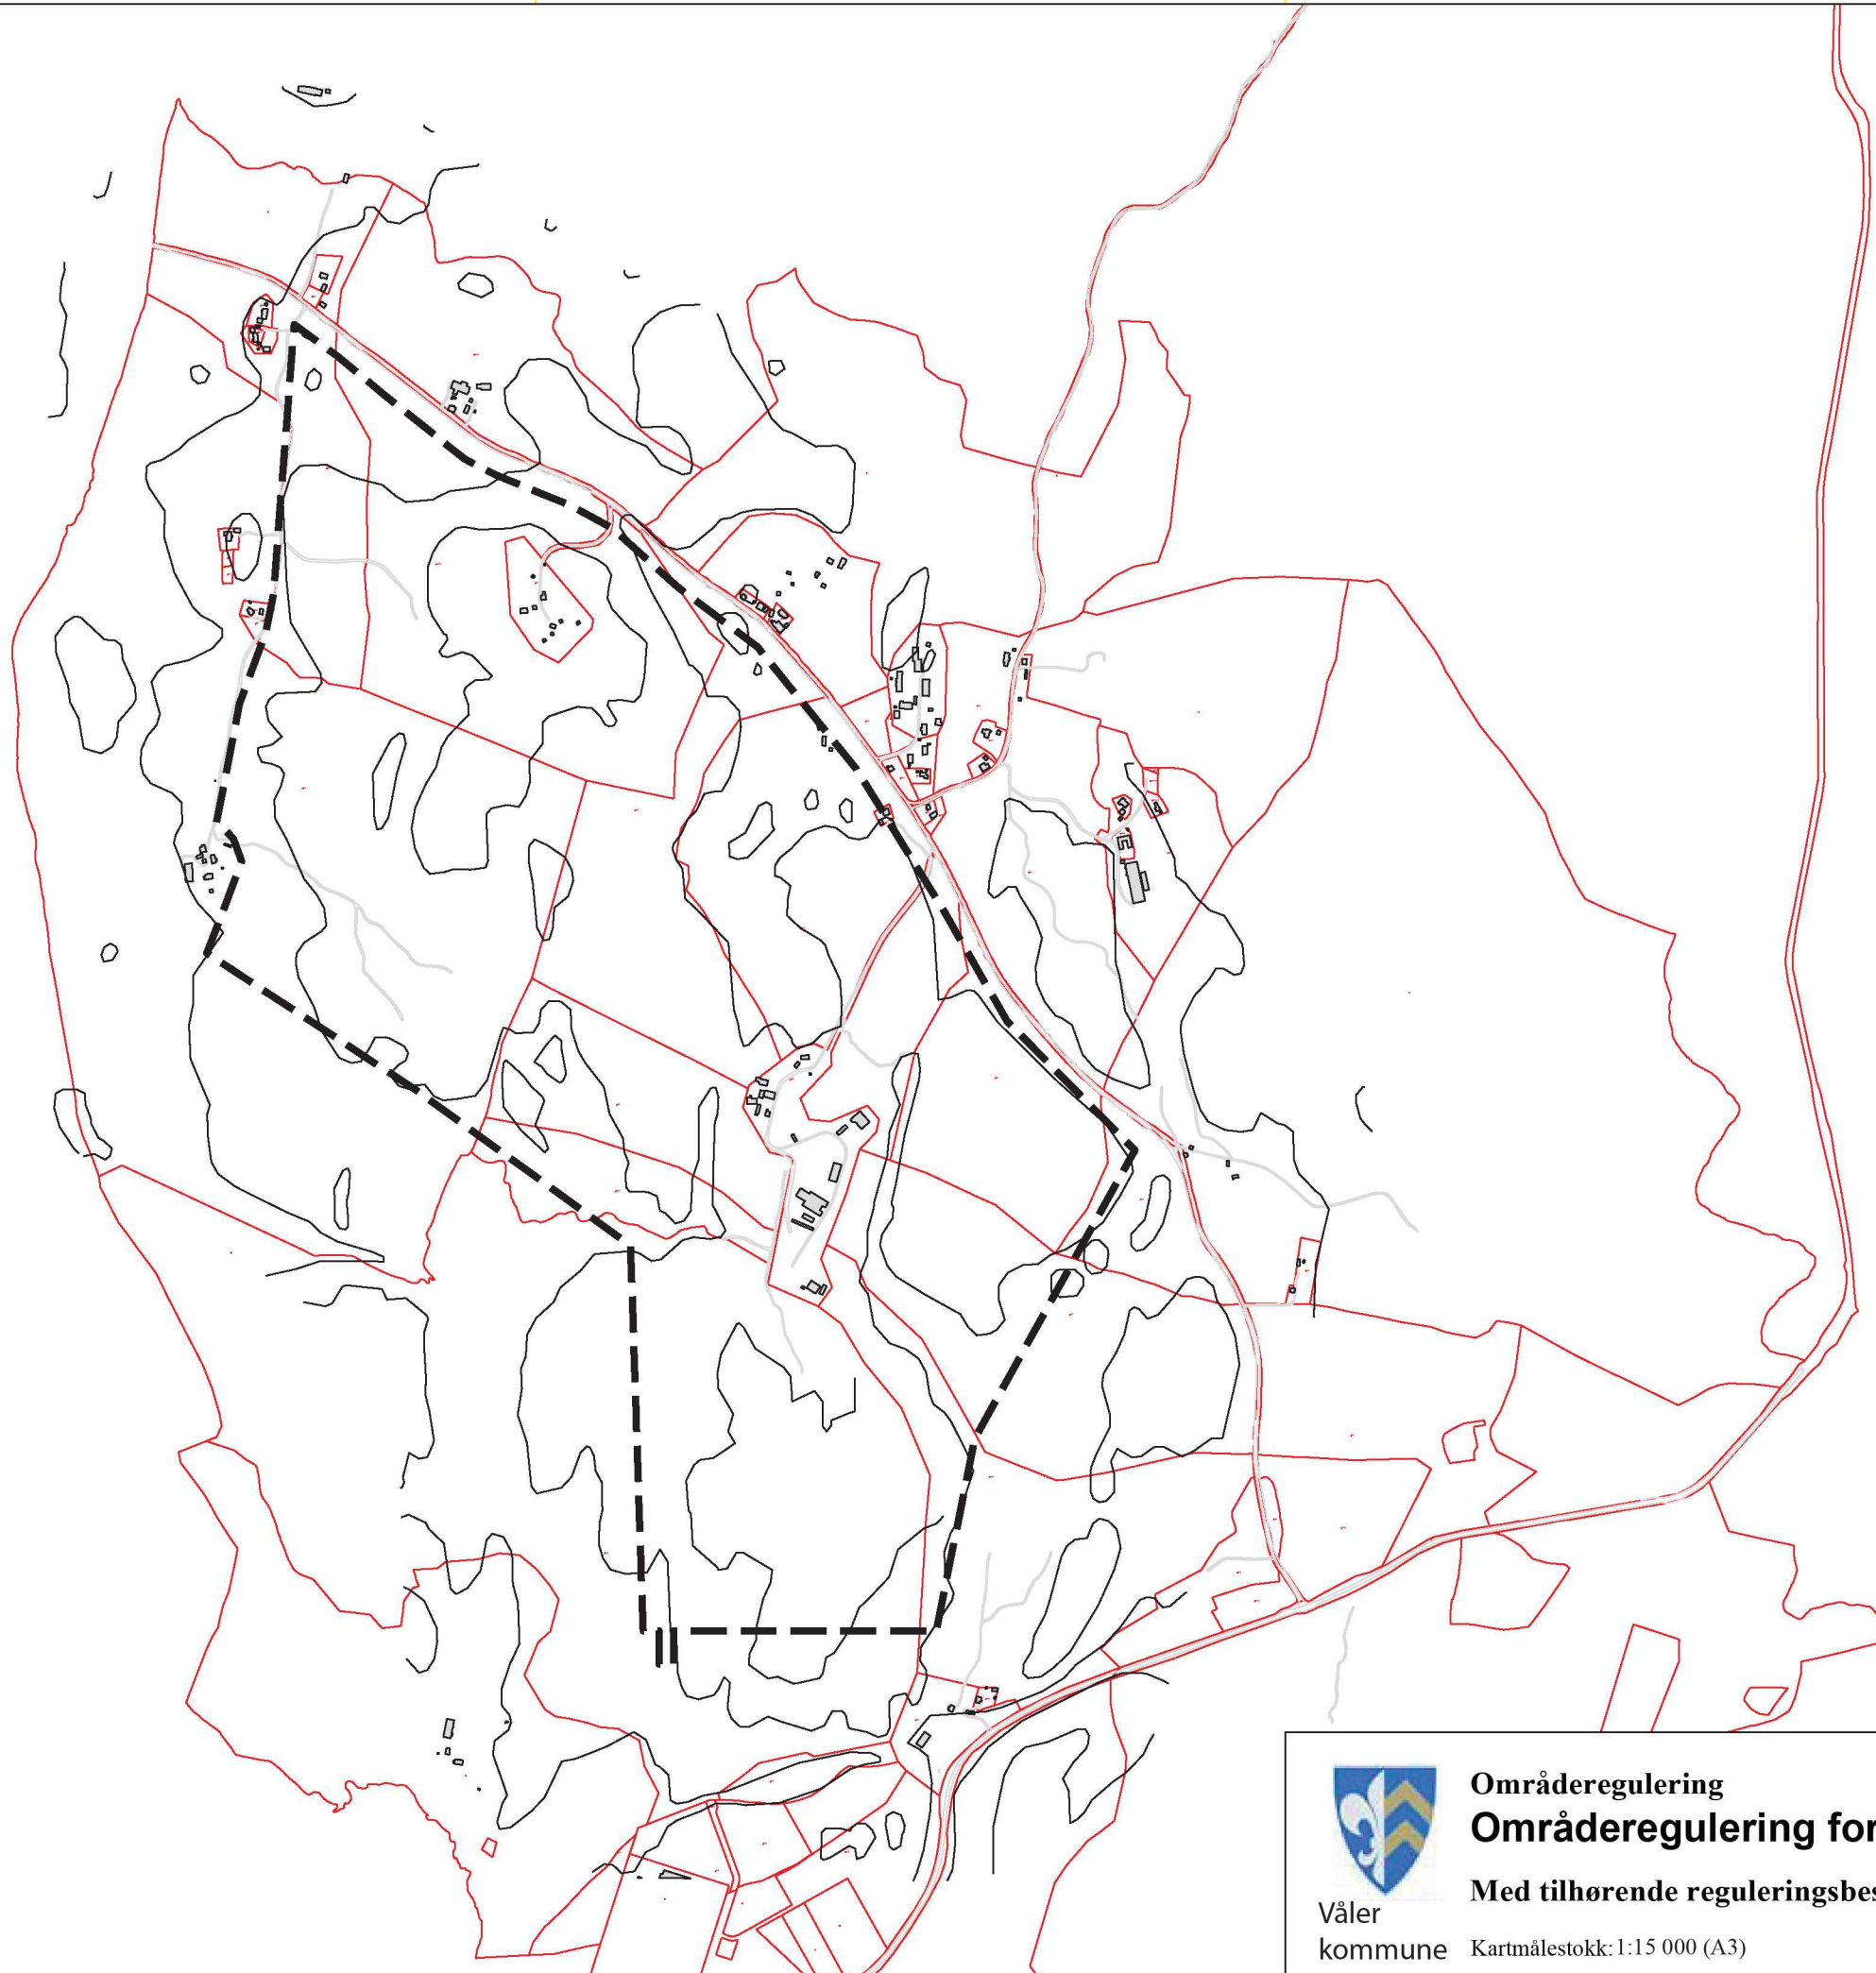 Områderegulering
Områderegulering for
Med tilhørende reguleringsbes
Våler
kommune
Kartmålestokk:1:15 000 (A3)